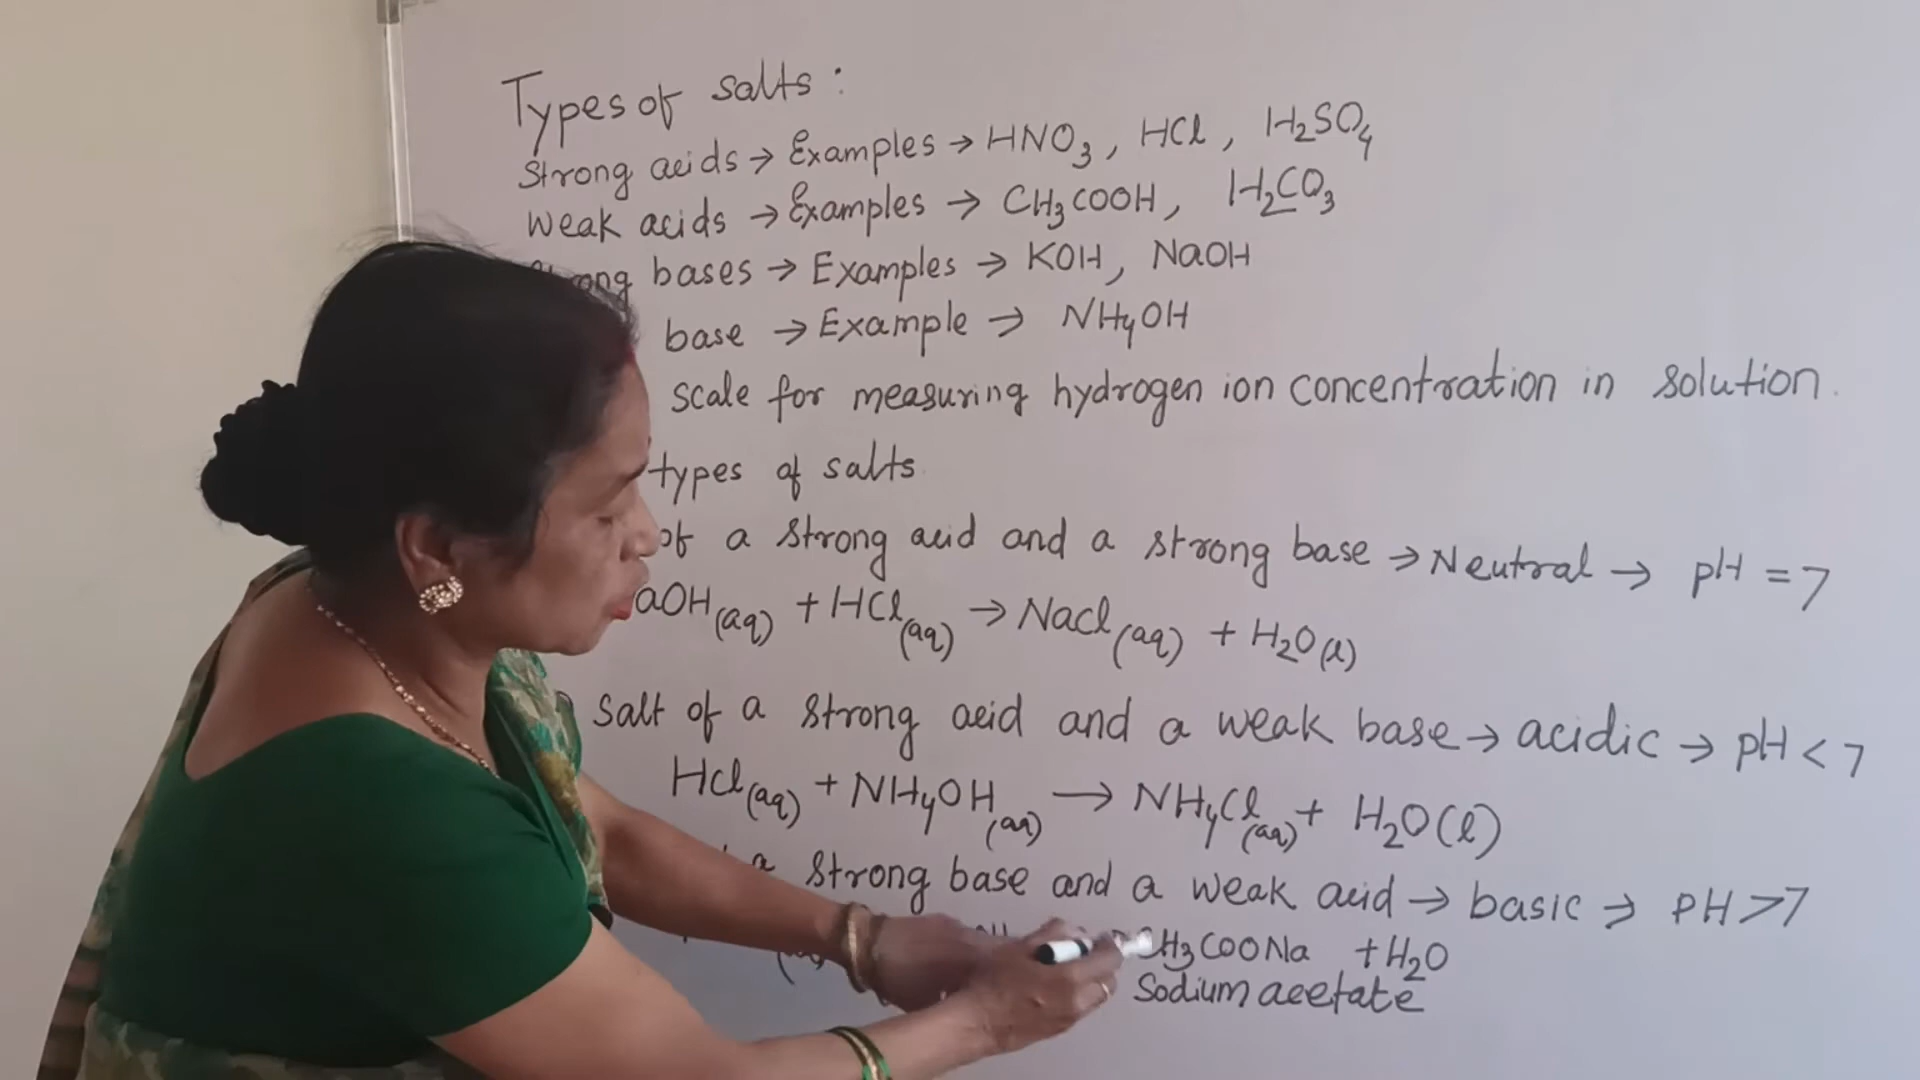 Types of salts :
Strong acids → Examples → HNO₃, HCl, H₂SO₄
Weak acids → Examples → CH₃COOH, H₂CO₃
bases → Examples → KOH, NaOH
base → Example → NH₄OH
scale for measuring hydrogen ion concentration in solution.
types of salts
of a strong acid and a strong base → Neutral → pH = 7
aOH(aq) + HCl(aq) → Nacl(aq) + H₂O(l)
Salt of a strong acid and a weak base → acidic → pH < 7
Hcl(aq) + NH₄OH(aq) → NH₄Cl(aq) + H₂O(l)
a strong base and a weak acid → basic → PH > 7
CH₃COONa + H₂O
Sodium acetate